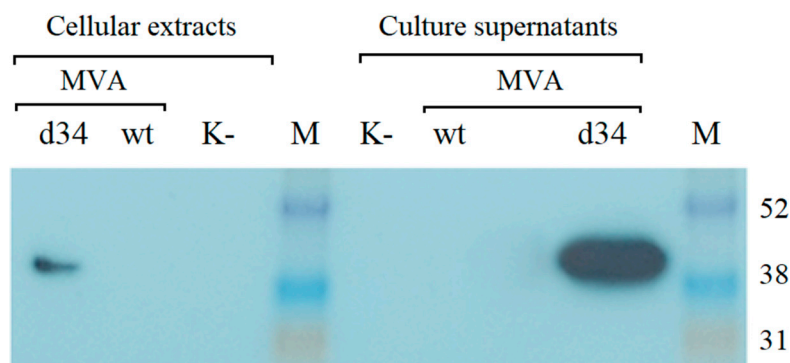 Cellular extracts Culture supernatants
MVA MVA
d34 wt K- M K- wt d34 M
52
38
31